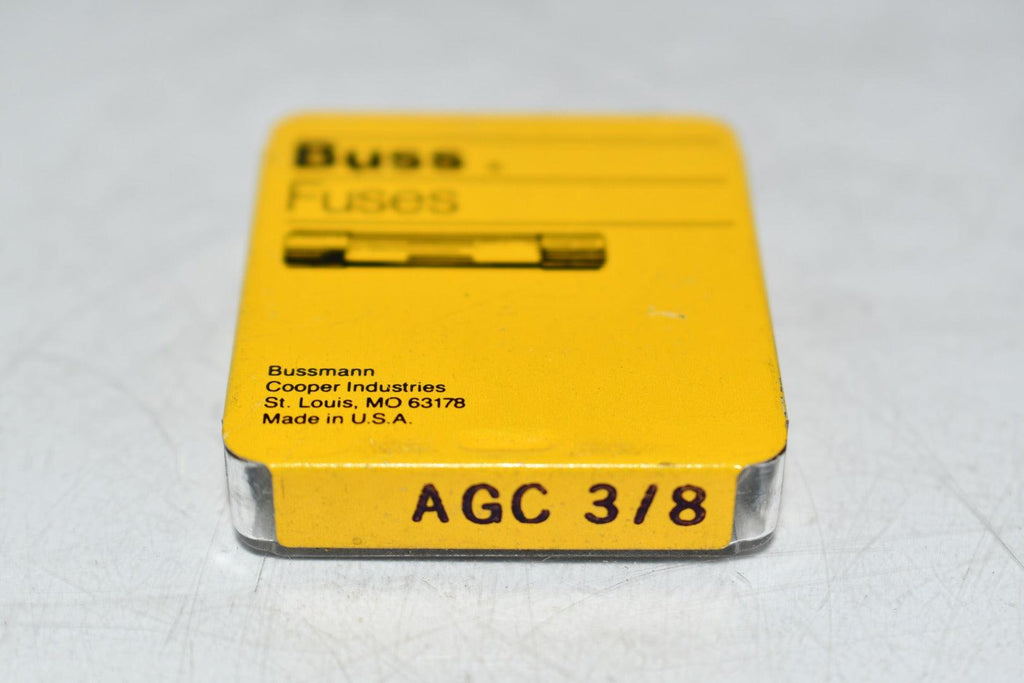 Buss
Fuses
Bussmann
Cooper Industries
St. Louis, MO 63178
Made in U.S.A.
AGC 3/8